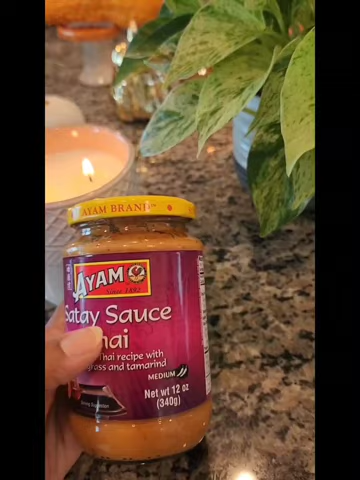 AYAM BRAND™
AYAM
Since 1892
Satay Sauce
hai
hai recipe with
grass and tamarind
MEDIUM
Net wt 12 oz
(340g)